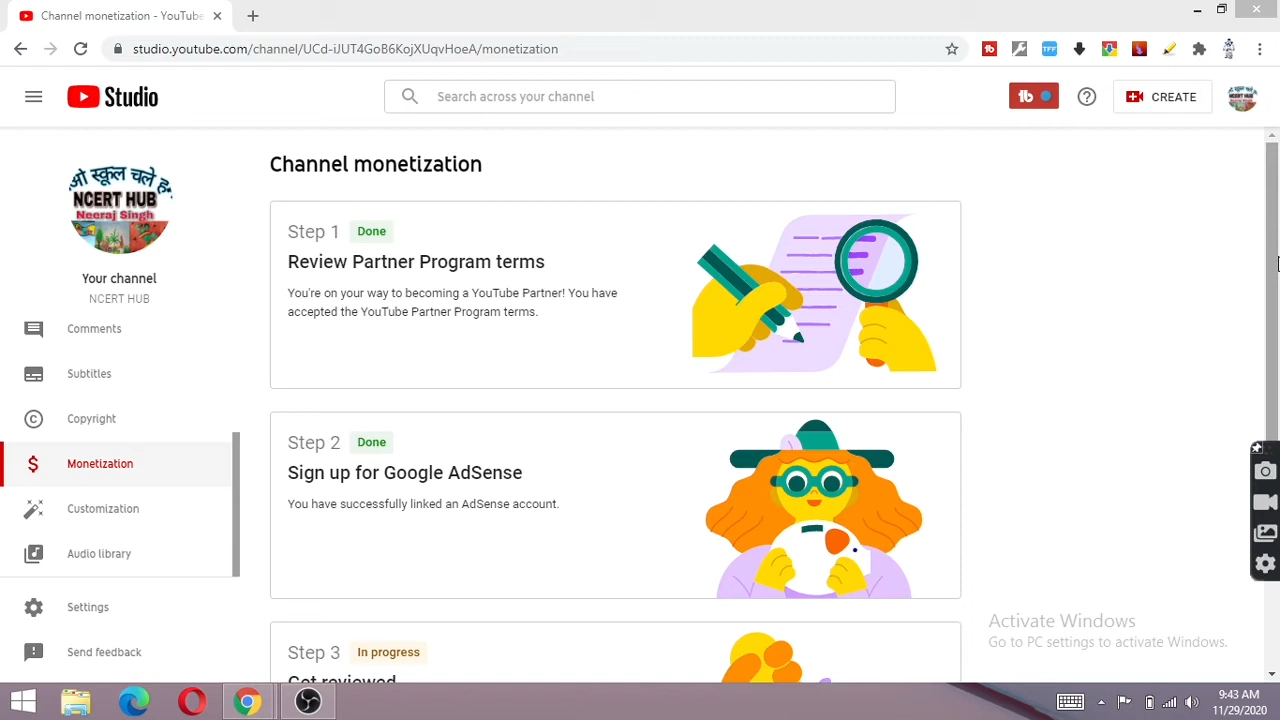 Channel monetization - YouTube
studio.youtube.com/channel/UCd-iJUT4GoB6KojXUqrHoeA/monetization
Studio
Search across your channel
CREATE
ओ स्कूल चले हम
NCERT HUB
Neeraj Singh
Your channel
NCERT HUB
Comments
Subtitles
Copyright
Monetization
Customization
Audio library
Settings
Send feedback
Channel monetization
Step 1 Done
Review Partner Program terms
You're on your way to becoming a YouTube Partner! You have
accepted the YouTube Partner Program terms.
Step 2 Done
Sign up for Google AdSense
You have successfully linked an AdSense account.
Step 3 In progress
Get reviewed
Activate Windows
Go to PC settings to activate Windows.
9:43 AM
11/29/2020